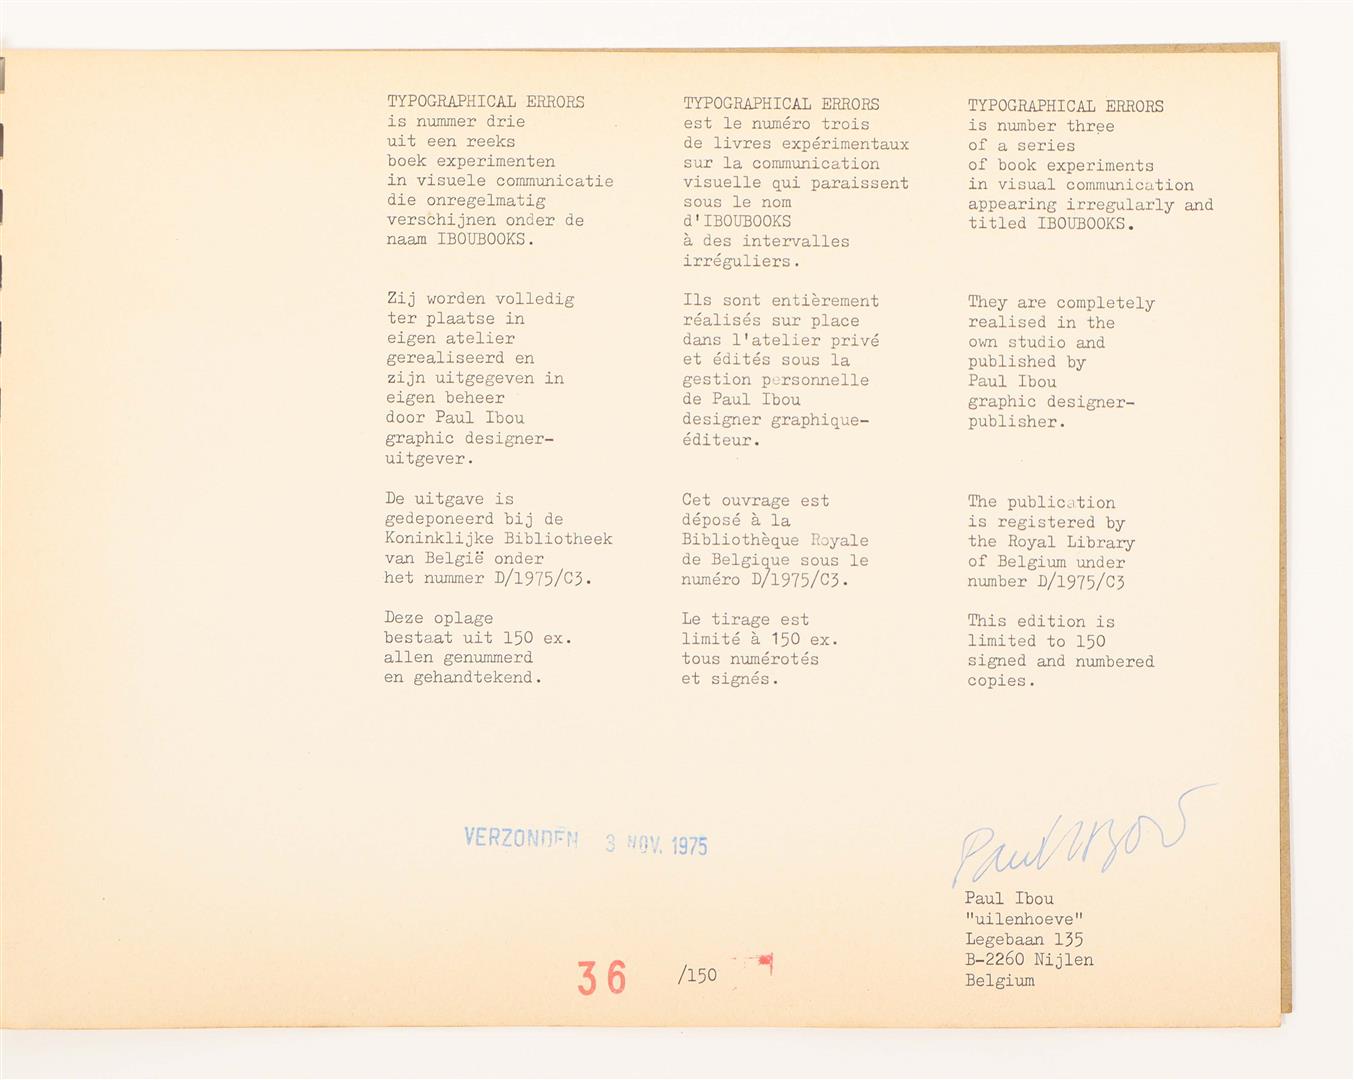 TYPOGRAPHICAL ERRORS
is nummer drie
uit een reeks
boek experimenten
in visuele communicatie
die onregelmatig
verschijnen onder de
naam IBOUBOOKS.
Zij worden volledig
ter plaatse in
eigen atelier
gerealiseerd en
zijn uitgegeven in
eigen beheer
door Paul Ibou
graphic designer-
uitgever.
De uitgave is
gedeponeerd bij de
Koninklijke Bibliotheek
van België onder
het nummer D/1975/C3.
Deze oplage
bestaat uit 150 ex.
allen genummerd
en gehandtekend.
TYPOGRAPHICAL ERRORS
est le numéro trois
de livres expérimentaux
sur la communication
visuelle qui paraissent
sous le nom
d'IBOUBOOKS
à des intervalles
irréguliers.
Ils sont entièrement
réalisés sur place
dans l'atelier privé
et édités sous la
gestion personnelle
de Paul Ibou
designer graphique-
éditeur.
Cet ouvrage est
déposé à la
Bibliothèque Royale
de Belgique sous le
numéro D/1975/C3.
Le tirage est
limité à 150 ex.
tous numérotés
et signés.
TYPOGRAPHICAL ERRORS
is number three
of a series
of book experiments
in visual communication
appearing irregularly and
titled IBOUBOOKS.
They are completely
realised in the
own studio and
published by
Paul Ibou
graphic designer-
publisher.
The publication
is registered by
the Royal Library
of Belgium under
number D/1975/C3
This edition is
limited to 150
signed and numbered
copies.
VERZONDEN 3 NOV. 1975
Paul Ibou
Paul Ibou
"uilenhoeve"
Legebaan 135
B-2260 Nijlen
Belgium
36 /150